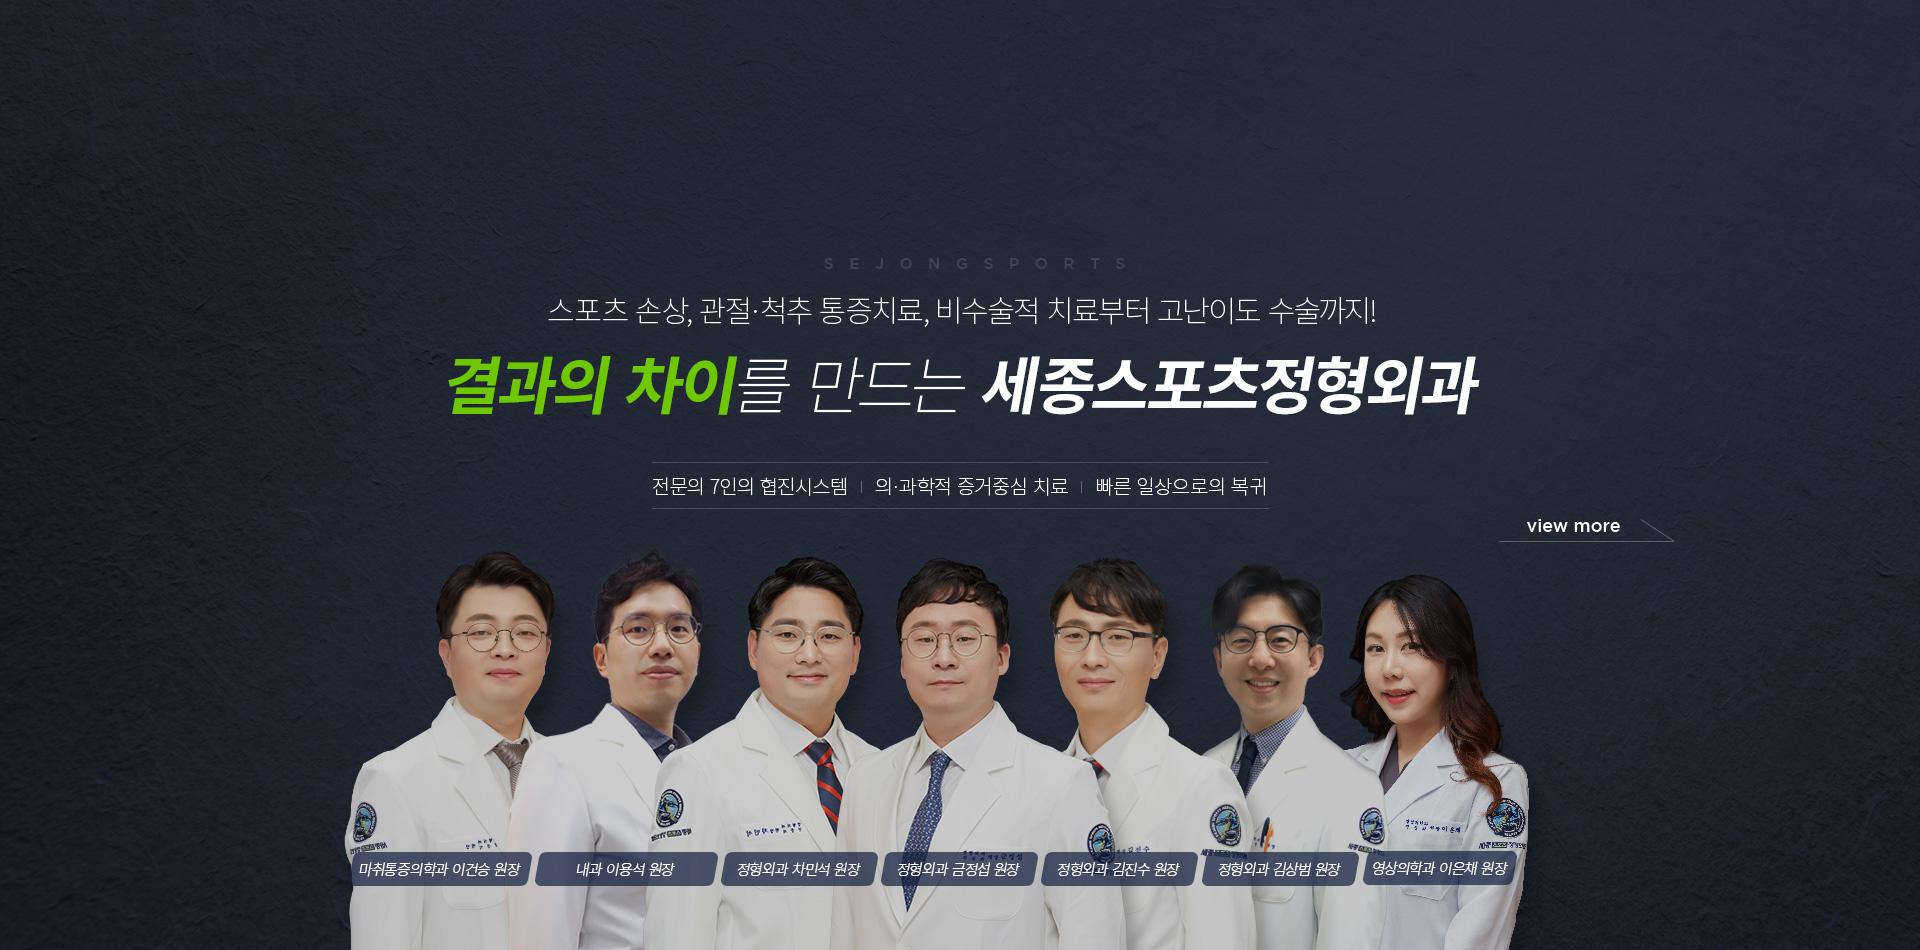 SEJONGSPORTS
스포츠 손상, 관절·척추 통증치료, 비수술적 치료부터 고난이도 수술까지!
결과의 차이를 만드는 세종스포츠정형외과
전문의 7인의 협진시스템 | 의·과학적 증거중심 치료 | 빠른 일상으로의 복귀
view more
마취통증의학과 이건승 원장
내과 이용석 원장
정형외과 차민석 원장
정형외과 금정섭 원장
정형외과 김진수 원장
정형외과 김상범 원장
영상의학과 이은채 원장